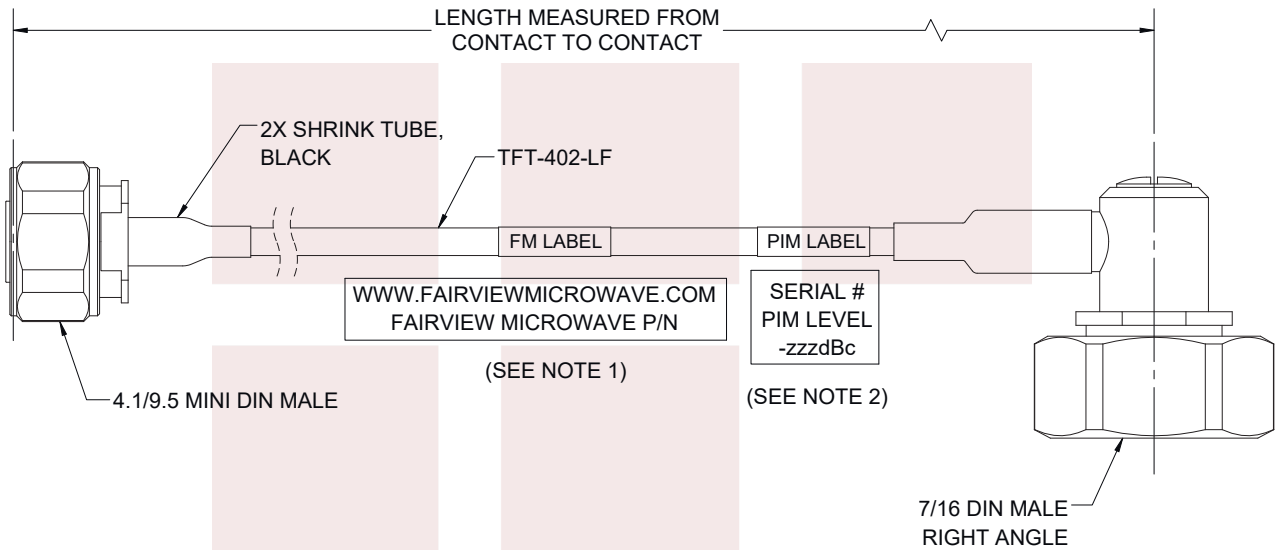 LENGTH MEASURED FROM
CONTACT TO CONTACT
2X SHRINK TUBE,
BLACK
TFT-402-LF
FM LABEL
PIM LABEL
WWW.FAIRVIEWMICROWAVE.COM
FAIRVIEW MICROWAVE P/N
SERIAL #
PIM LEVEL
-zzzdBc
(SEE NOTE 1)
(SEE NOTE 2)
4.1/9.5 MINI DIN MALE
7/16 DIN MALE
RIGHT ANGLE